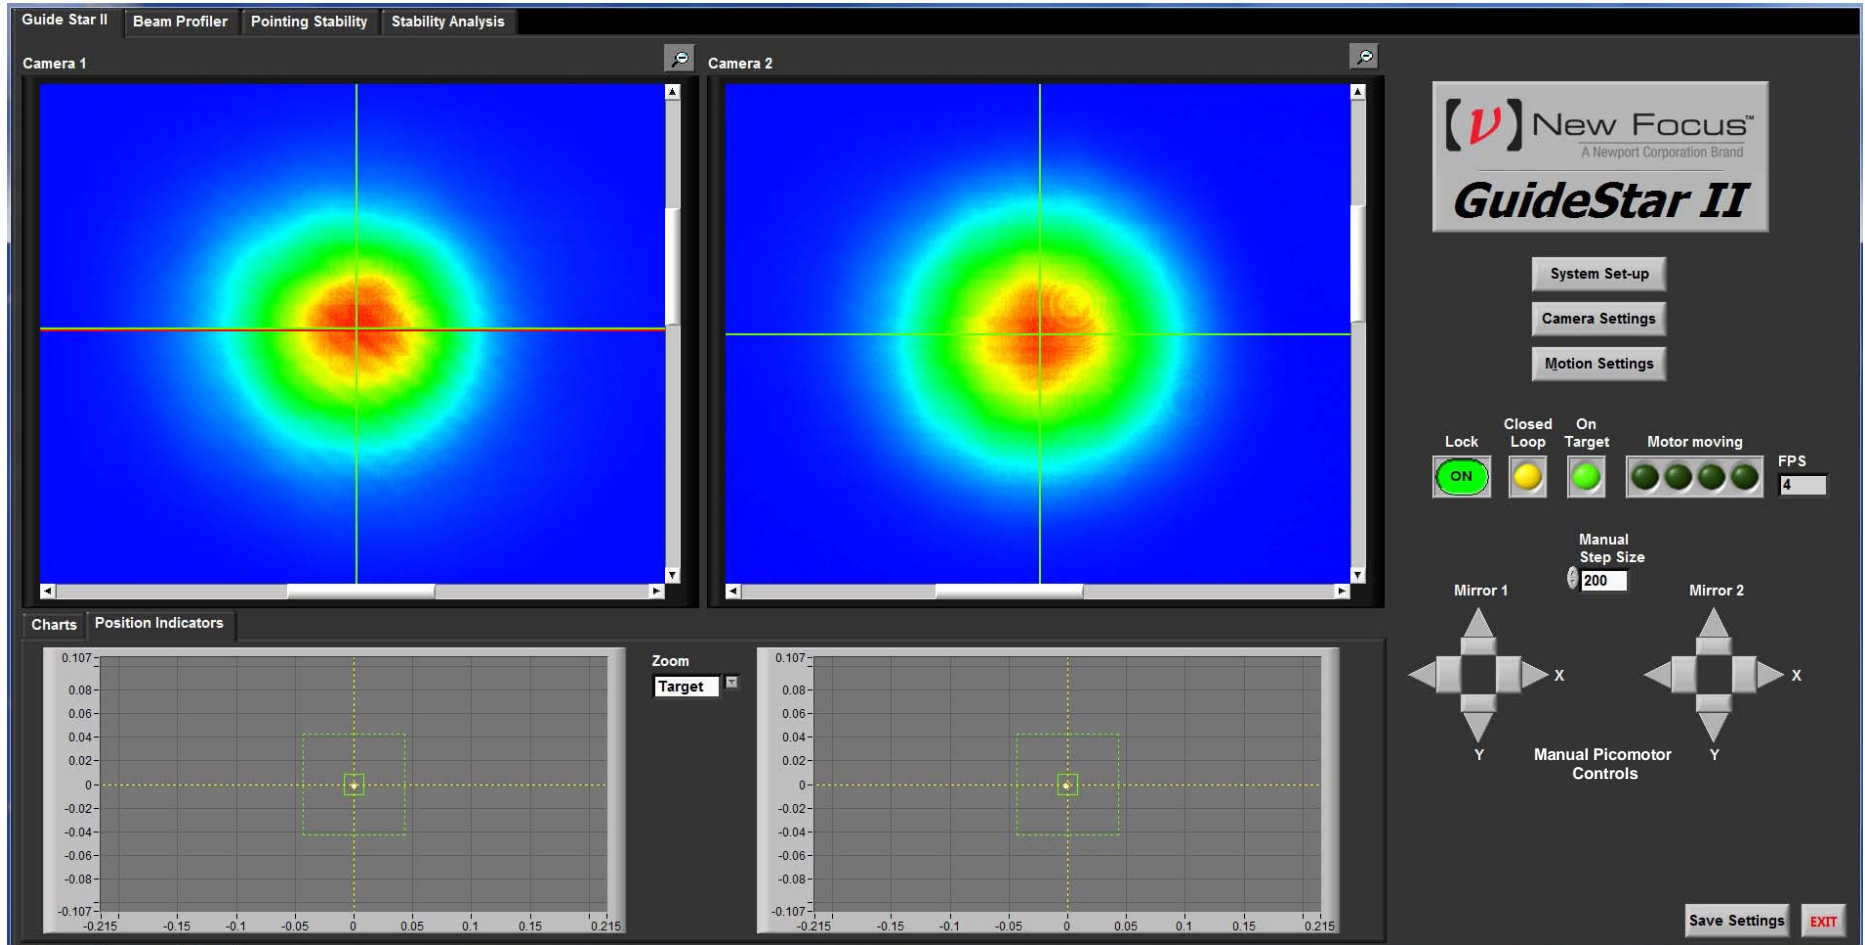 Guide Star II
Beam Profiler
Pointing Stability
Stability Analysis
Camera 1
Camera 2
(ν) New Focus™
A Newport Corporation Brand
GuideStar II
System Set-up
Camera Settings
Motion Settings
Lock
Closed
Loop
On
Target
Motor moving
FPS
ON
4
Manual
Step Size
200
Mirror 1
Mirror 2
X
X
Y
Y
Manual Picomotor
Controls
Charts
Position Indicators
0.107
0.08
0.06
0.04
0.02
0
-0.02
-0.04
-0.06
-0.08
-0.107
-0.215
-0.15
-0.1
-0.05
0
0.05
0.1
0.15
0.215
Zoom
Target
0.107
0.08
0.06
0.04
0.02
0
-0.02
-0.04
-0.06
-0.08
-0.107
-0.215
-0.15
-0.1
-0.05
0
0.05
0.1
0.15
0.215
Save Settings
EXIT